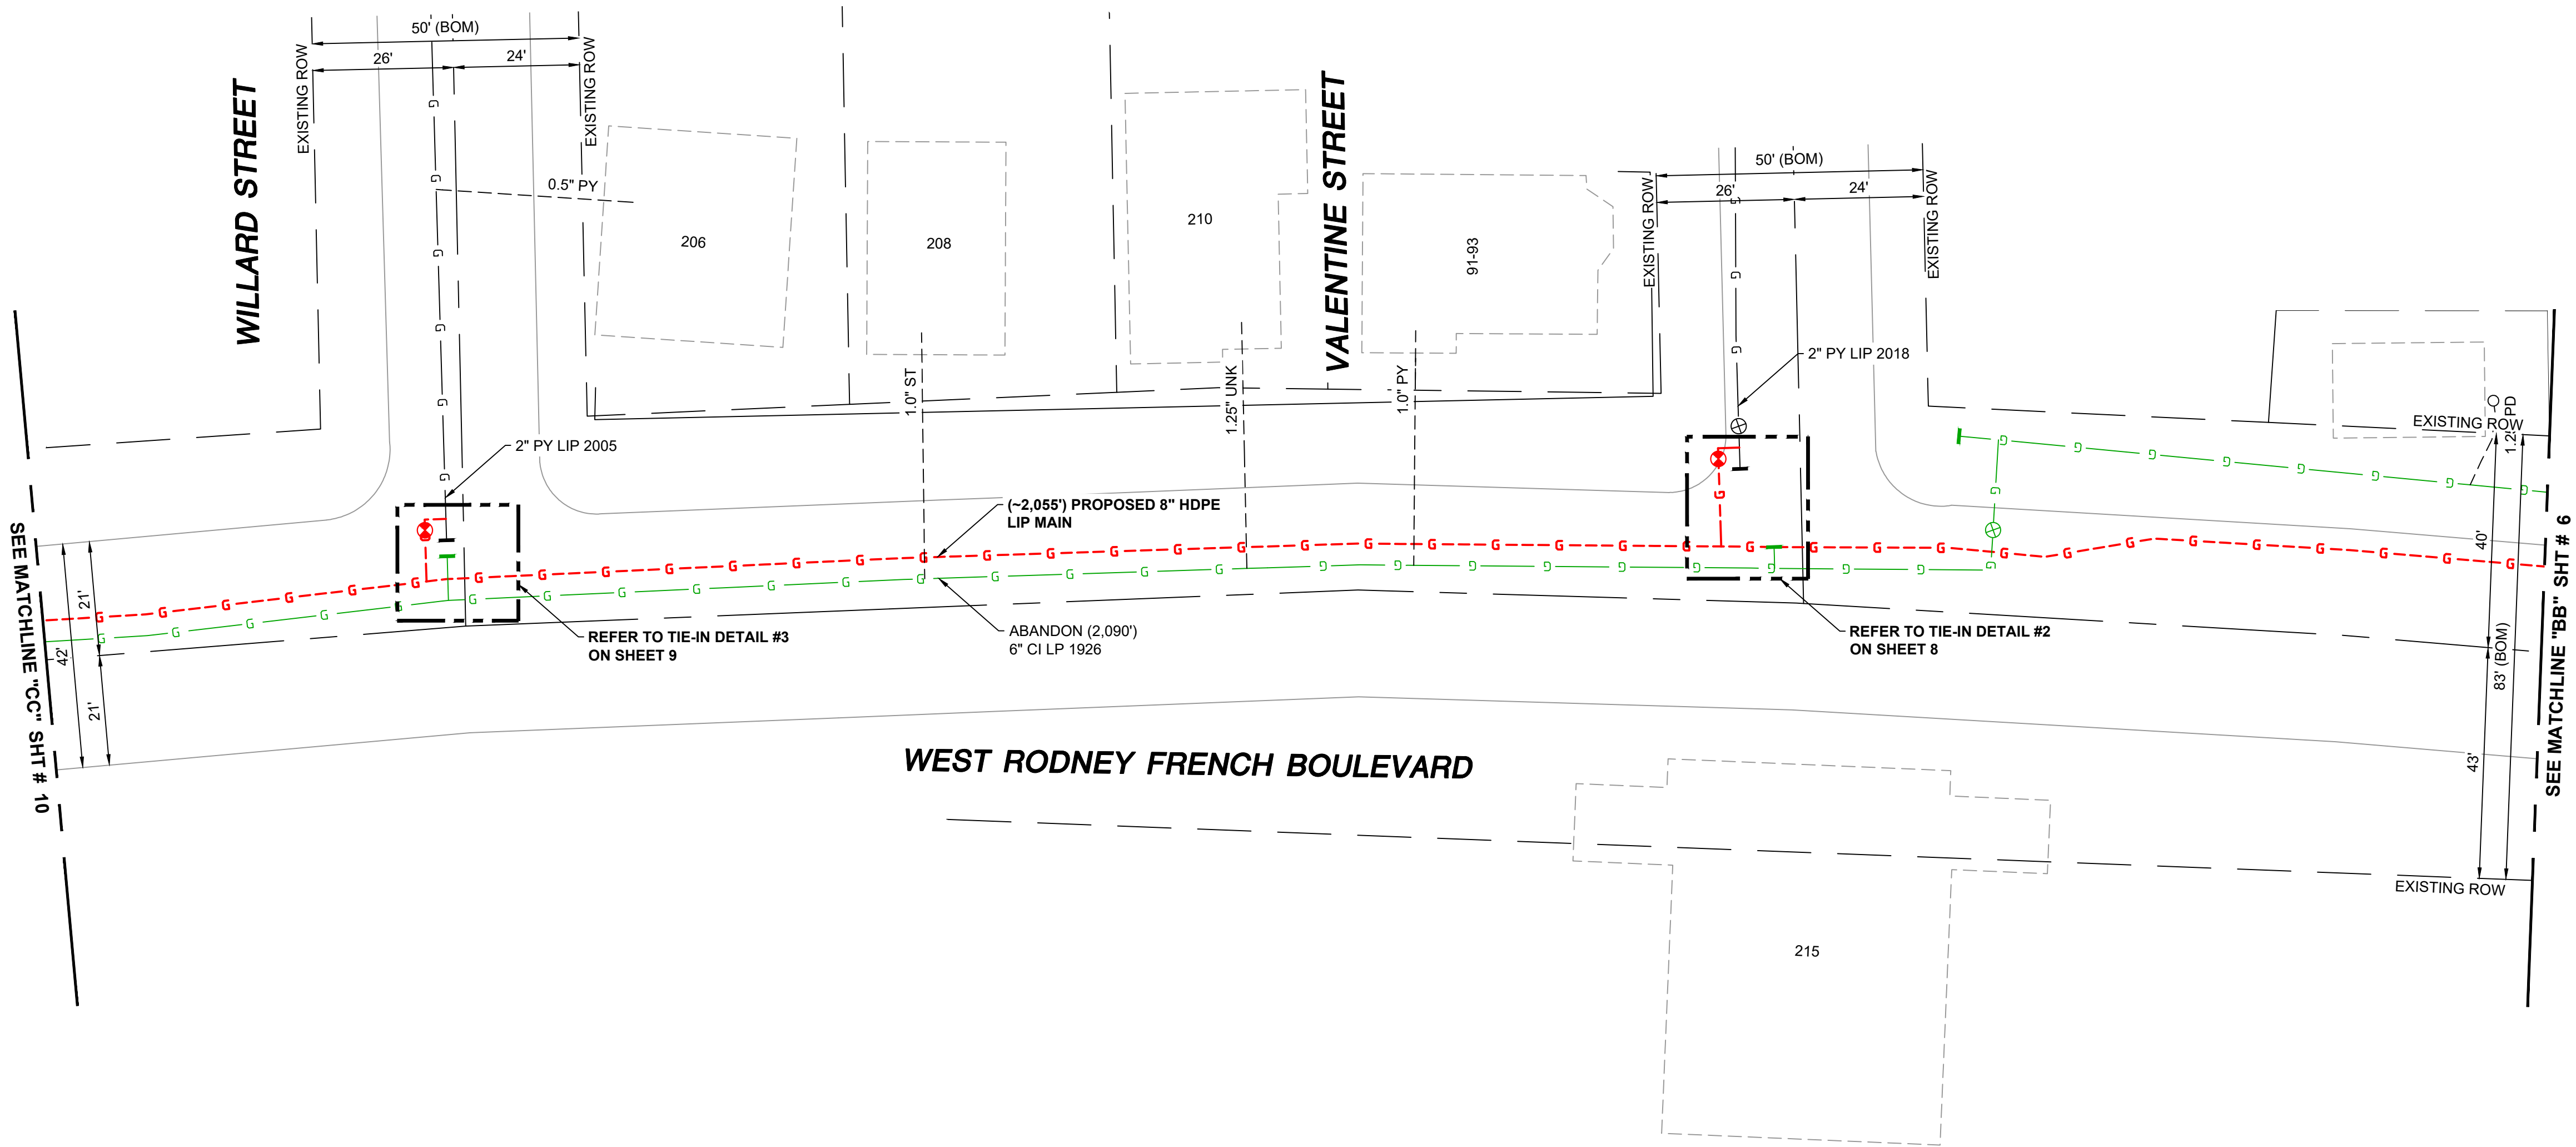 50' (BOM)
26'
24'
EXISTING ROW
EXISTING ROW
WILLARD STREET
G
G
G
G
G
G
0.5" PY
206
208
210
VALENTINE STREET
91-93
50' (BOM)
26'
24'
EXISTING ROW
EXISTING ROW
G
G
G
2" PY LIP 2018
1.0" ST
1.25" UNK
1.0" PY
2" PY LIP 2005
(~2,055') PROPOSED 8" HDPE
LIP MAIN
EXISTING ROW
REFER TO TIE-IN DETAIL #3
ON SHEET 9
ABANDON (2,090')
6" CI LP 1926
REFER TO TIE-IN DETAIL #2
ON SHEET 8
SEE MATCHLINE "CC" SHT # 10
21'
42'
21'
40'
83' (BOM)
43'
SEE MATCHLINE "BB" SHT # 6
WEST RODNEY FRENCH BOULEVARD
EXISTING ROW
215